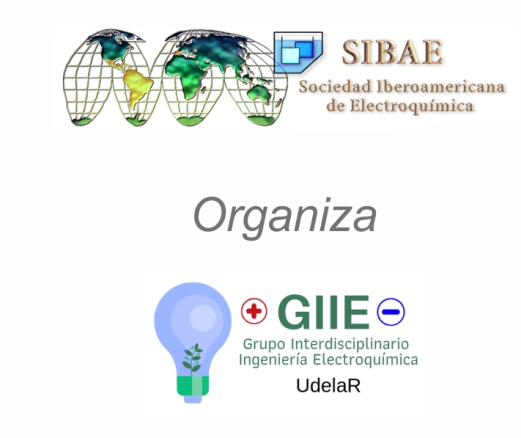 SIBAE
Sociedad Iberoamericana
de Electroquímica
Organiza
GIIE
Grupo Interdisciplinario
Ingeniería Electroquímica
UdelaR